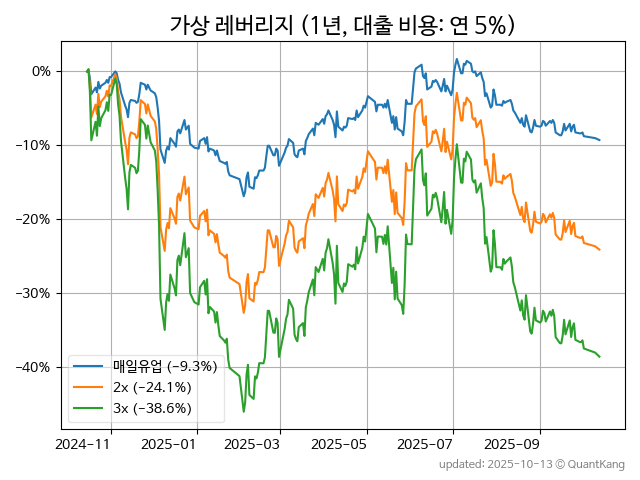 가상 레버리지 (1년, 대출 비용: 연 5%)
0%
−10%
−20%
−30%
−40%
매일유업 (−9.3%)
2x (−24.1%)
3x (−38.6%)
2024-11
2025-01
2025-03
2025-05
2025-07
2025-09
updated: 2025-10-13 © QuantKang